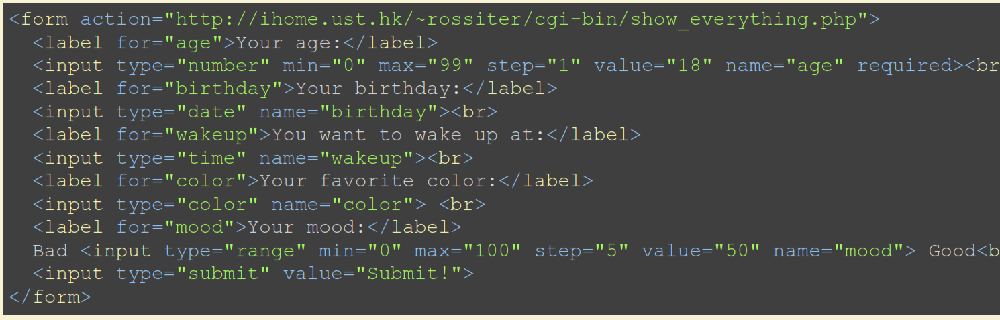 <form action="http://ihome.ust.hk/~rossiter/cgi-bin/show_everything.php">
<label for="age">Your age:</label>
<input type="number" min="0" max="99" step="1" value="18" name="age" required><br
<label for="birthday">Your birthday:</label>
<input type="date" name="birthday"><br>
<label for="wakeup">You want to wake up at:</label>
<input type="time" name="wakeup"><br>
<label for="color">Your favorite color:</label>
<input type="color" name="color"> <br>
<label for="mood">Your mood:</label>
Bad <input type="range" min="0" max="100" step="5" value="50" name="mood"> Good<b
<input type="submit" value="Submit!">
</form>